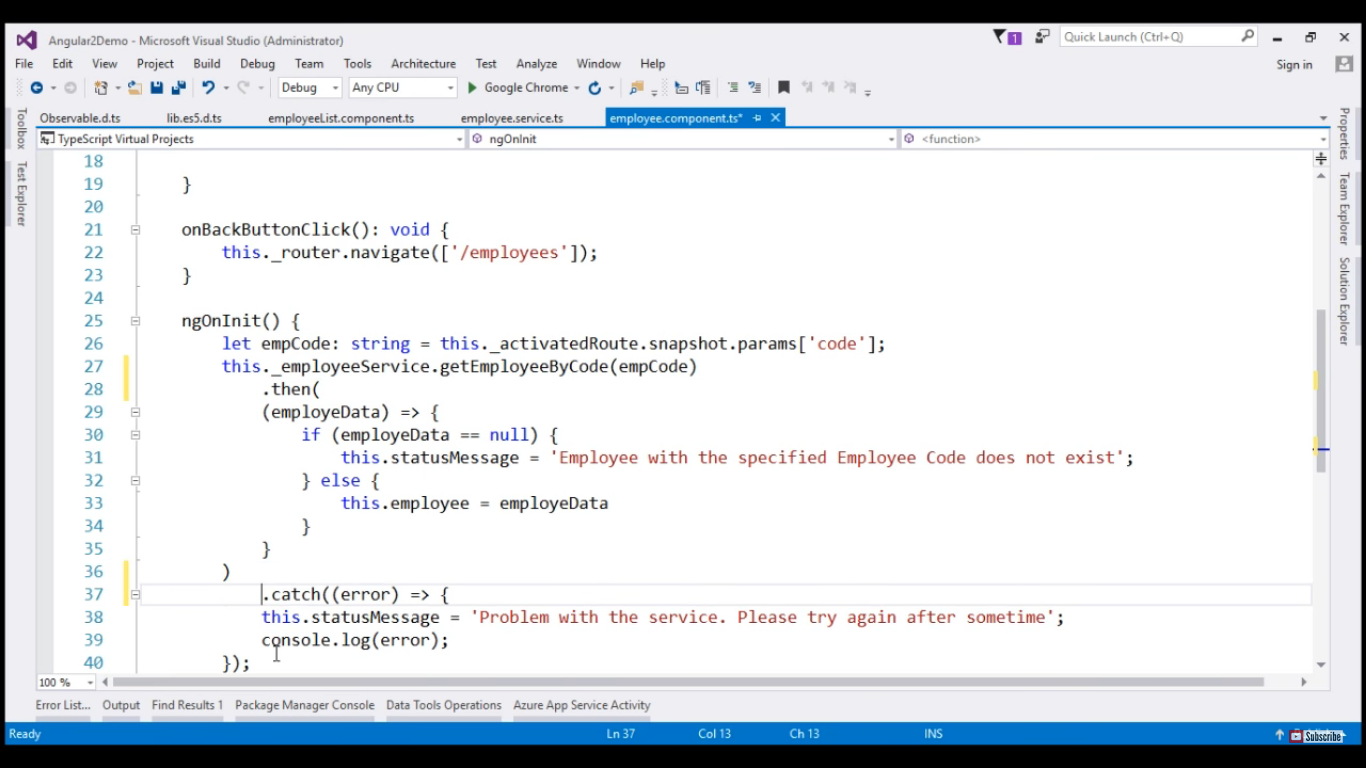 Angular2Demo - Microsoft Visual Studio (Administrator)
1
Quick Launch (Ctrl+Q)
File Edit View Project Build Debug Team Tools Architecture Test Analyze Window Help
Sign in
Debug Any CPU Google Chrome
Toolbox
Test Explorer
Observable.d.ts lib.es5.d.ts employeeList.component.ts employee.service.ts employee.component.ts*
TypeScript Virtual Projects ngOnInit <function>
18
19 }
20
21 onBackButtonClick(): void {
22 this._router.navigate(['/employees']);
23 }
24
25 ngOnInit() {
26 let empCode: string = this._activatedRoute.snapshot.params['code'];
27 this._employeeService.getEmployeeByCode(empCode)
28 .then(
29 (employeData) => {
30 if (employeData == null) {
31 this.statusMessage = 'Employee with the specified Employee Code does not exist';
32 } else {
33 this.employee = employeData
34 }
35 }
36 )
37 .catch((error) => {
38 this.statusMessage = 'Problem with the service. Please try again after sometime';
39 console.log(error);
40 });
Properties
Team Explorer
Solution Explorer
100 %
Error List... Output Find Results 1 Package Manager Console Data Tools Operations Azure App Service Activity
Ready Ln 37 Col 13 Ch 13 INS
Subscribe